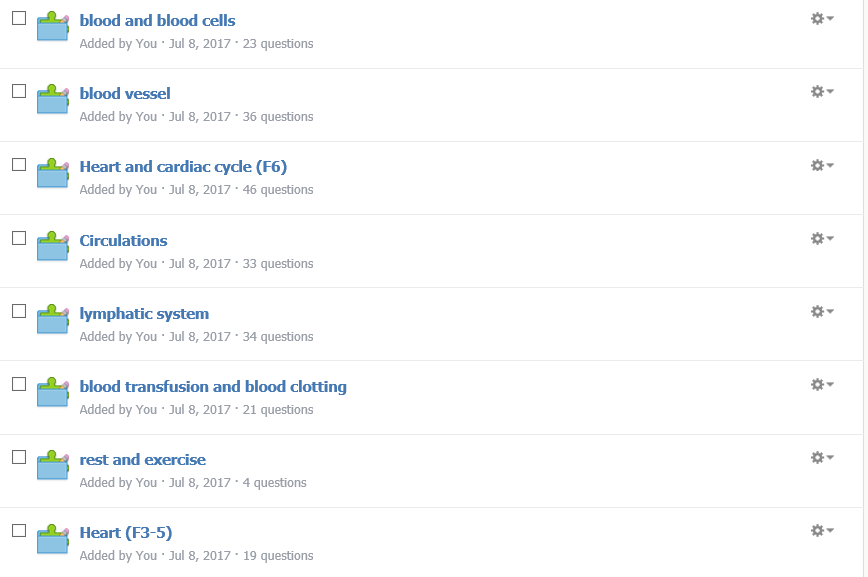 blood and blood cells
Added by You · Jul 8, 2017 · 23 questions
blood vessel
Added by You · Jul 8, 2017 · 36 questions
Heart and cardiac cycle (F6)
Added by You · Jul 8, 2017 · 46 questions
Circulations
Added by You · Jul 8, 2017 · 33 questions
lymphatic system
Added by You · Jul 8, 2017 · 34 questions
blood transfusion and blood clotting
Added by You · Jul 8, 2017 · 21 questions
rest and exercise
Added by You · Jul 8, 2017 · 4 questions
Heart (F3-5)
Added by You · Jul 8, 2017 · 19 questions